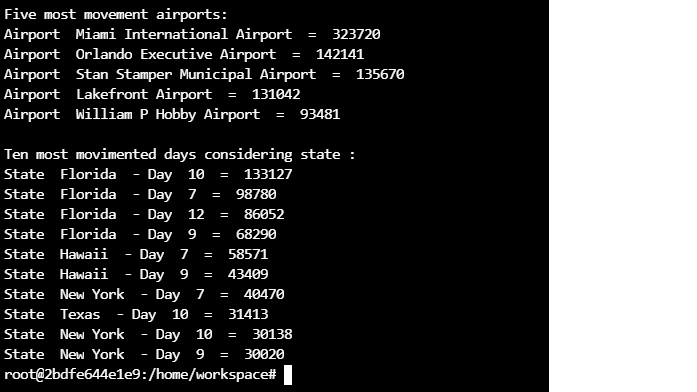 Five most movement airports:
Airport  Miami International Airport  =  323720
Airport  Orlando Executive Airport  =  142141
Airport  Stan Stamper Municipal Airport  =  135670
Airport  Lakefront Airport  =  131042
Airport  William P Hobby Airport  =  93481

Ten most movimented days considering state :
State  Florida  - Day  10  =  133127
State  Florida  - Day  7  =  98780
State  Florida  - Day  12  =  86052
State  Florida  - Day  9  =  68290
State  Hawaii  - Day  7  =  58571
State  Hawaii  - Day  9  =  43409
State  New York  - Day  7  =  40470
State  Texas  - Day  10  =  31413
State  New York  - Day  10  =  30138
State  New York  - Day  9  =  30020
root@2bdfe644e1e9:/home/workspace#